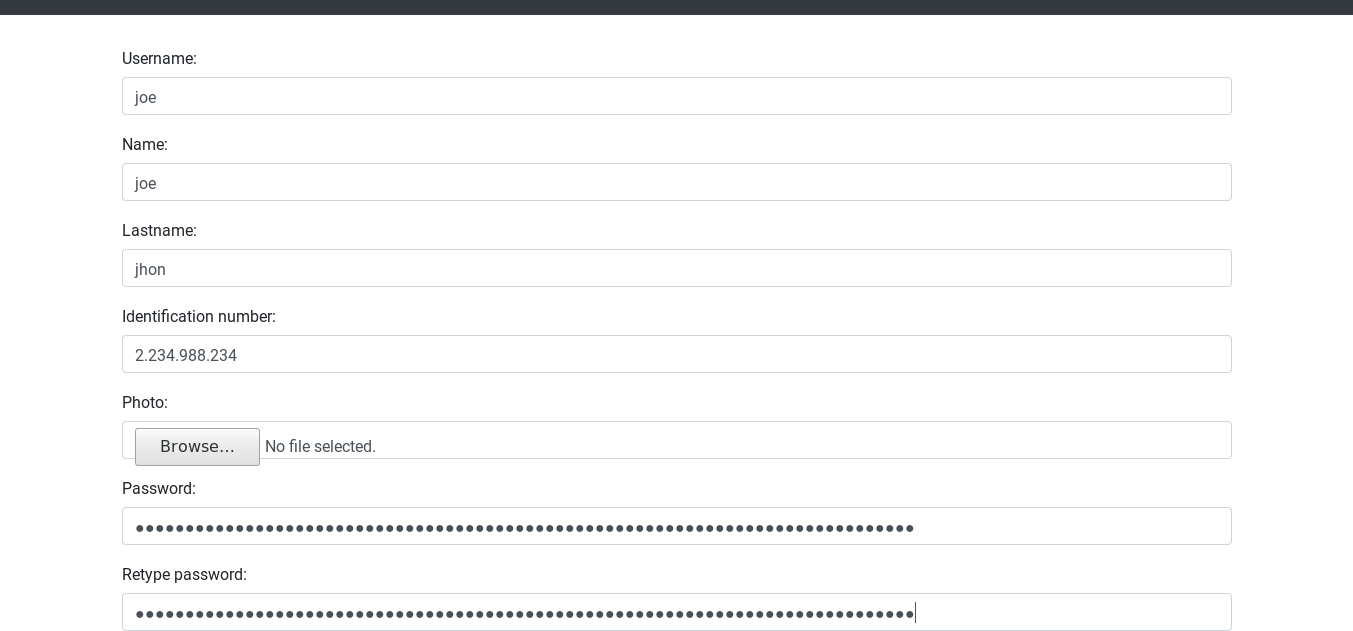 Username:
joe
Name:
joe
Lastname:
jhon
Identification number:
2.234.988.234
Photo:
Browse... No file selected.
Password:
●●●●●●●●●●●●●●●●●●●●●●●●●●●●●●●●●●●●●●●●●●●●●●●●●●●●●●●●●●●●●●●●●●●●●●●●●●●●●●
Retype password:
●●●●●●●●●●●●●●●●●●●●●●●●●●●●●●●●●●●●●●●●●●●●●●●●●●●●●●●●●●●●●●●●●●●●●●●●●●●●●●